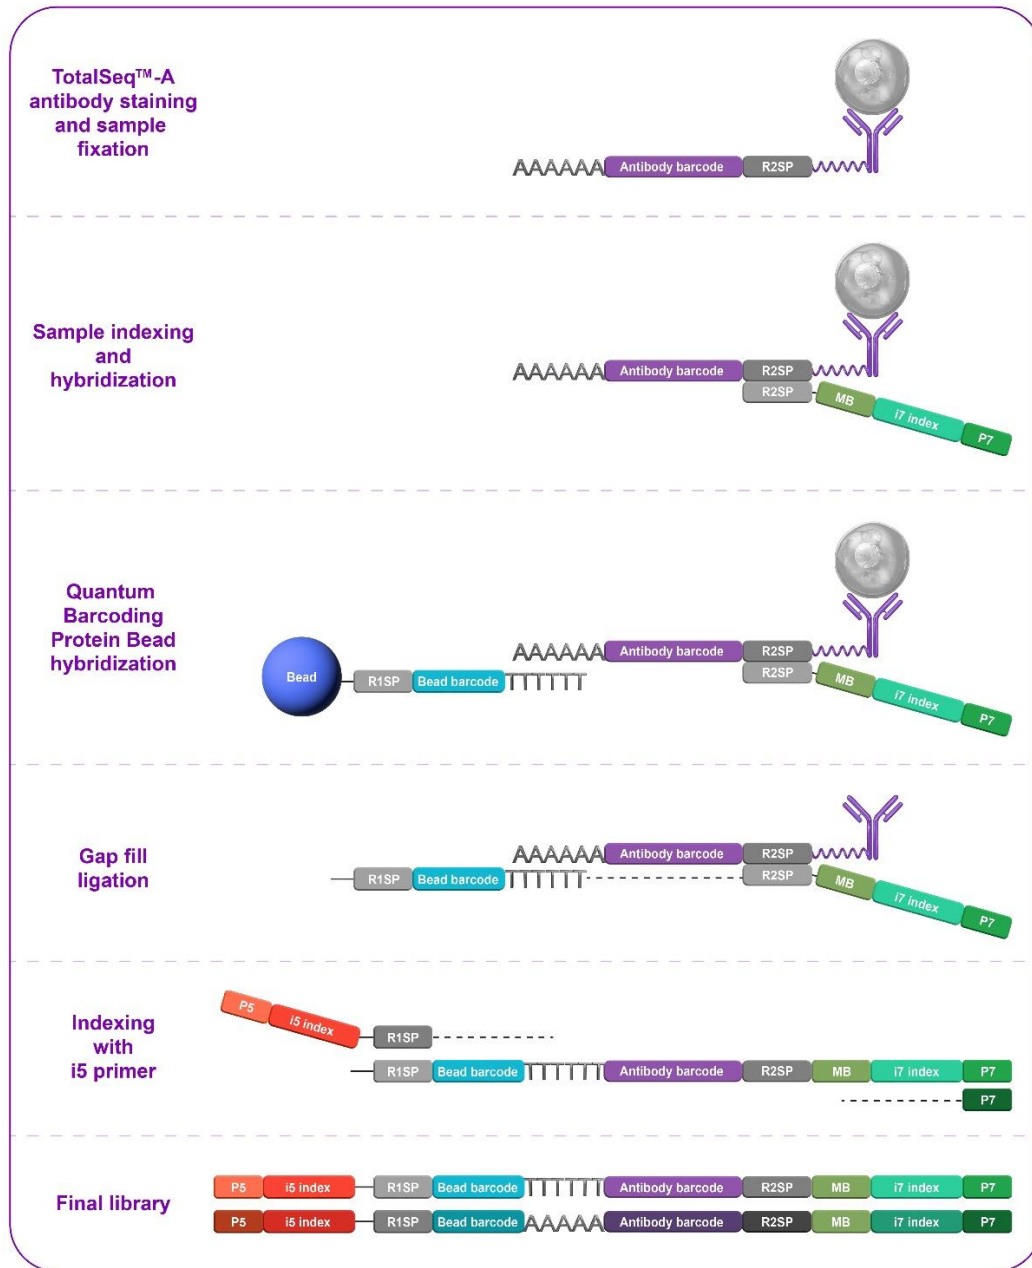 TotalSeq™-A
antibody staining
and sample
fixation
AAAAAA Antibody barcode R2SP
Sample indexing
and
hybridization
AAAAAA Antibody barcode R2SP
R2SP MB i7 index P7
Quantum
Barcoding
Protein Bead
hybridization
AAAAAA Antibody barcode R2SP
Bead R1SP Bead barcode TTTTTT R2SP MB i7 index P7
Gap fill
ligation
AAAAAA Antibody barcode R2SP
R1SP Bead barcode TTTTTT R2SP MB i7 index P7
Indexing
with
i5 primer
P5 i5 index R1SP
R1SP Bead barcode TTTTTT Antibody barcode R2SP MB i7 index P7
P7
Final library
P5 i5 index R1SP Bead barcode TTTTTT Antibody barcode R2SP MB i7 index P7
P5 i5 index R1SP Bead barcode AAAAA Antibody barcode R2SP MB i7 index P7